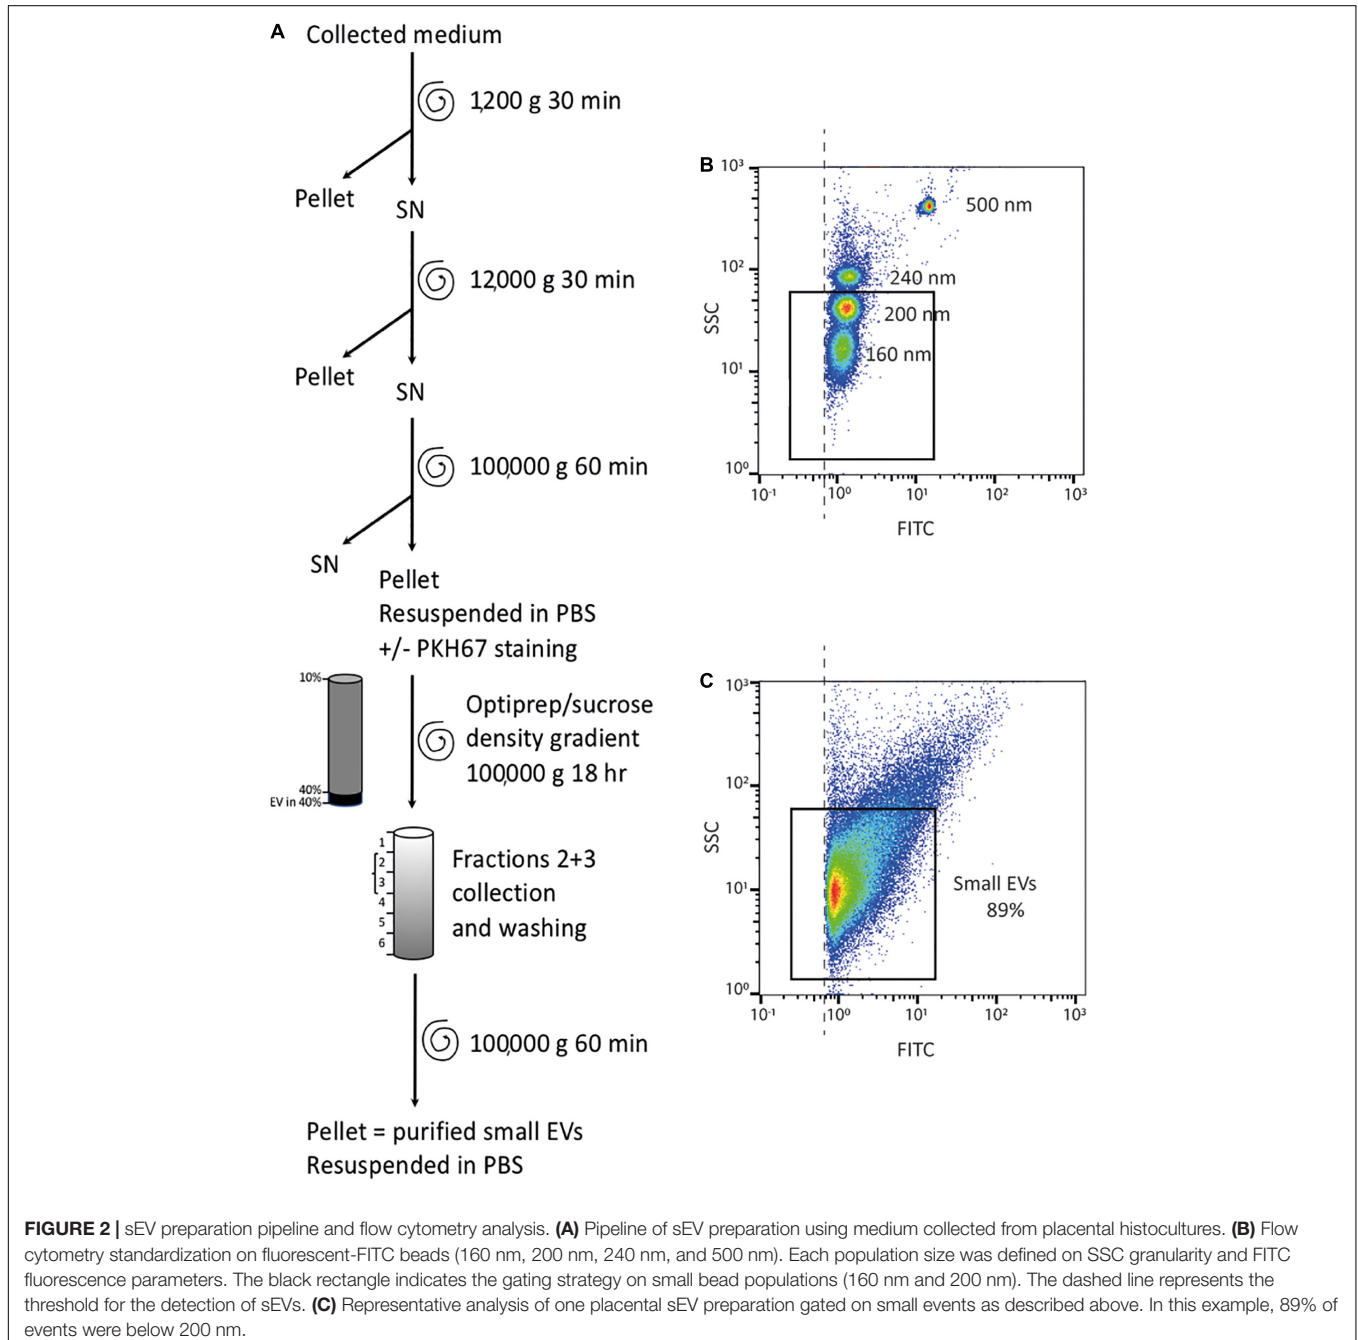 A Collected medium
1,200 g 30 min
Pellet
SN
12,000 g 30 min
Pellet
SN
100,000 g 60 min
SN
Pellet
Resuspended in PBS
+/- PKH67 staining
10%
40%
EV in 40%
Optiprep/sucrose
density gradient
100,000 g 18 hr
1
2
3
4
5
6
Fractions 2+3
collection
and washing
100,000 g 60 min
Pellet = purified small EVs
Resuspended in PBS
B
10³
10²
10¹
10⁰
SSC
500 nm
240 nm
200 nm
160 nm
10⁻¹ 10⁰ 10¹ 10² 10³
FITC
C
10³
10²
10¹
10⁰
SSC
Small EVs
89%
10⁻¹ 10⁰ 10¹ 10² 10³
FITC
FIGURE 2 | sEV preparation pipeline and flow cytometry analysis. (A) Pipeline of sEV preparation using medium collected from placental histocultures. (B) Flow
cytometry standardization on fluorescent-FITC beads (160 nm, 200 nm, 240 nm, and 500 nm). Each population size was defined on SSC granularity and FITC
fluorescence parameters. The black rectangle indicates the gating strategy on small bead populations (160 nm and 200 nm). The dashed line represents the
threshold for the detection of sEVs. (C) Representative analysis of one placental sEV preparation gated on small events as described above. In this example, 89% of
events were below 200 nm.